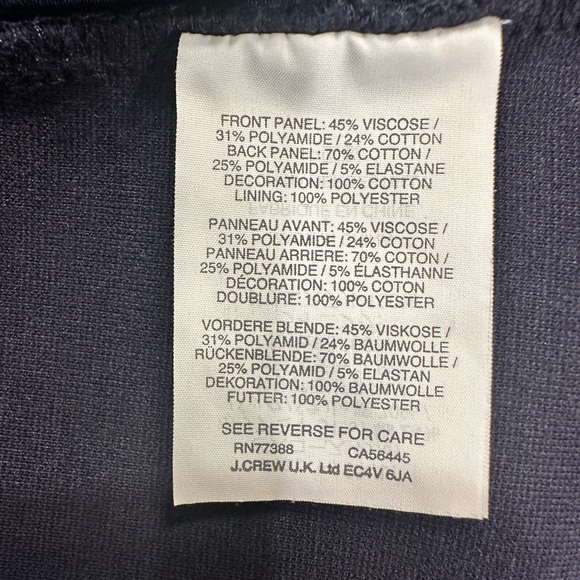 FRONT PANEL: 45% VISCOSE /
31% POLYAMIDE / 24% COTTON
BACK PANEL: 70% COTTON /
25% POLYAMIDE / 5% ELASTANE
DECORATION: 100% COTTON
LINING: 100% POLYESTER
PANNEAU AVANT: 45% VISCOSE /
31% POLYAMIDE / 24% COTON
PANNEAU ARRIERE: 70% COTON /
25% POLYAMIDE / 5% ÉLASTHANNE
DECORATION: 100% COTON
DOUBLURE: 100% POLYESTER
VORDERE BLENDE: 45% VISKOSE /
31% POLYAMID / 24% BAUMWOLLE
RÜCKENBLENDE: 70% BAUMWOLLE /
25% POLYAMID / 5% ELASTAN
DEKORATION: 100% BAUMWOLLE
FUTTER: 100% POLYESTER
SEE REVERSE FOR CARE
RN77388 CA56445
J.CREW U.K. Ltd EC4V 6JA